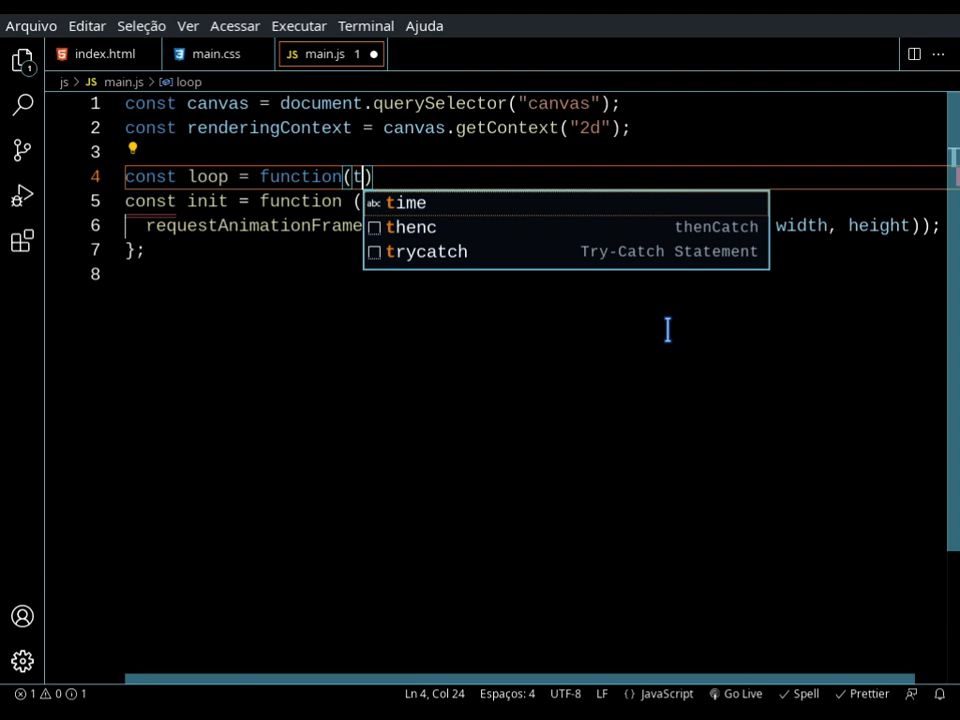 Arquivo Editar Seleção Ver Acessar Executar Terminal Ajuda
1
index.html main.css JS main.js 1 ···
js > JS main.js > loop
1 const canvas = document.querySelector("canvas");
2 const renderingContext = canvas.getContext("2d");
3
4 const loop = function(t)
5 const init = function (
6 requestAnimationFrame width, height));
7 };
8
abc time
thenc thenCatch
trycatch Try-Catch Statement
1 0 1 Ln 4, Col 24 Espaços: 4 UTF-8 LF {} JavaScript Go Live Spell Prettier